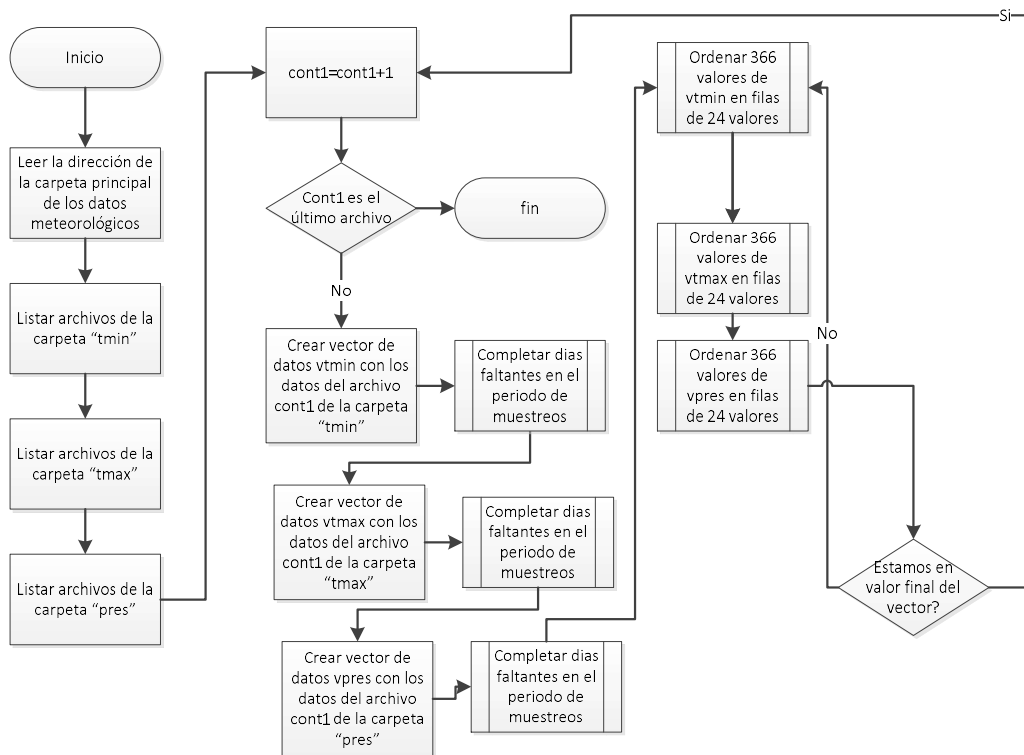 Inicio
Leer la dirección de
la carpeta principal
de los datos
meteorológicos
Listar archivos de la
carpeta “tmin”
Listar archivos de la
carpeta “tmax”
Listar archivos de la
carpeta “pres”
cont1=cont1+1
Cont1 es el
último archivo
fin
No
Crear vector de
datos vtmin con los
datos del archivo
cont1 de la carpeta
“tmin”
Completar dias
faltantes en el
periodo de
muestreos
Crear vector de
datos vtmax con los
datos del archivo
cont1 de la carpeta
“tmax”
Completar dias
faltantes en el
periodo de
muestreos
Crear vector de
datos vpres con los
datos del archivo
cont1 de la carpeta
“pres”
Completar dias
faltantes en el
periodo de
muestreos
Ordenar 366
valores de
vtmin en filas
de 24 valores
Ordenar 366
valores de
vtmax en filas
de 24 valores
Ordenar 366
valores de
vpres en filas
de 24 valores
Estamos en
valor final del
vector?
No
Si